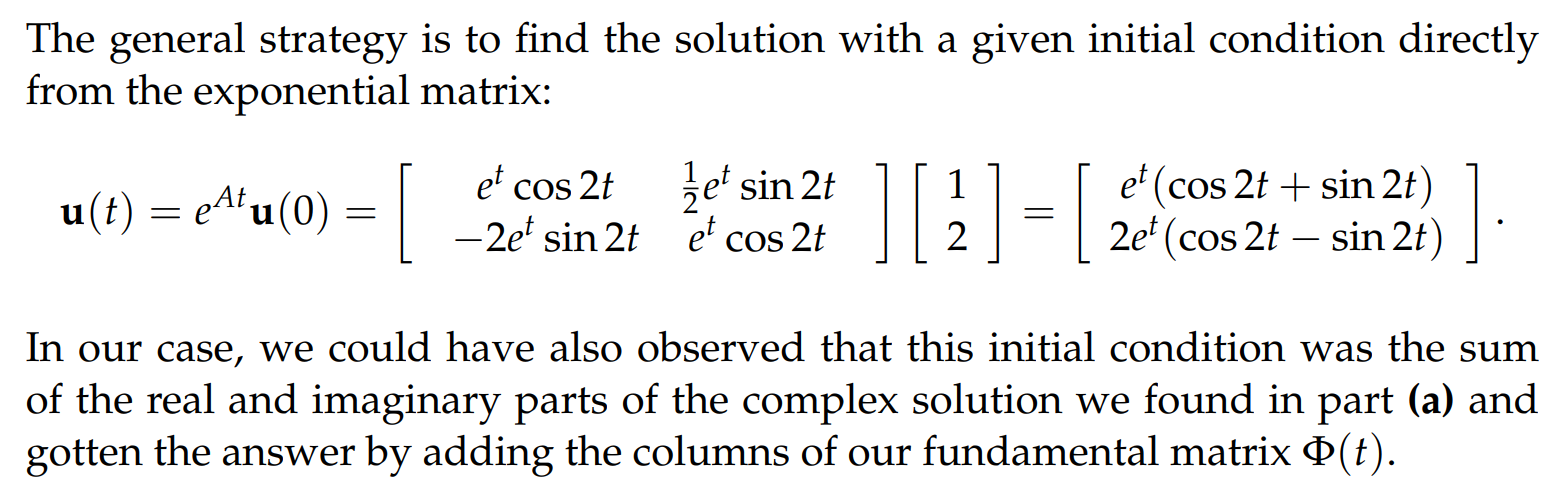 The general strategy is to find the solution with a given initial condition directly
from the exponential matrix:
$\mathbf{u}(t) = e^{At}\mathbf{u}(0) = \begin{bmatrix} e^t \cos 2t & \frac{1}{2}e^t \sin 2t \\ -2e^t \sin 2t & e^t \cos 2t \end{bmatrix} \begin{bmatrix} 1 \\ 2 \end{bmatrix} = \begin{bmatrix} e^t(\cos 2t + \sin 2t) \\ 2e^t(\cos 2t - \sin 2t) \end{bmatrix}.$
In our case, we could have also observed that this initial condition was the sum
of the real and imaginary parts of the complex solution we found in part (a) and
gotten the answer by adding the columns of our fundamental matrix Φ(t).